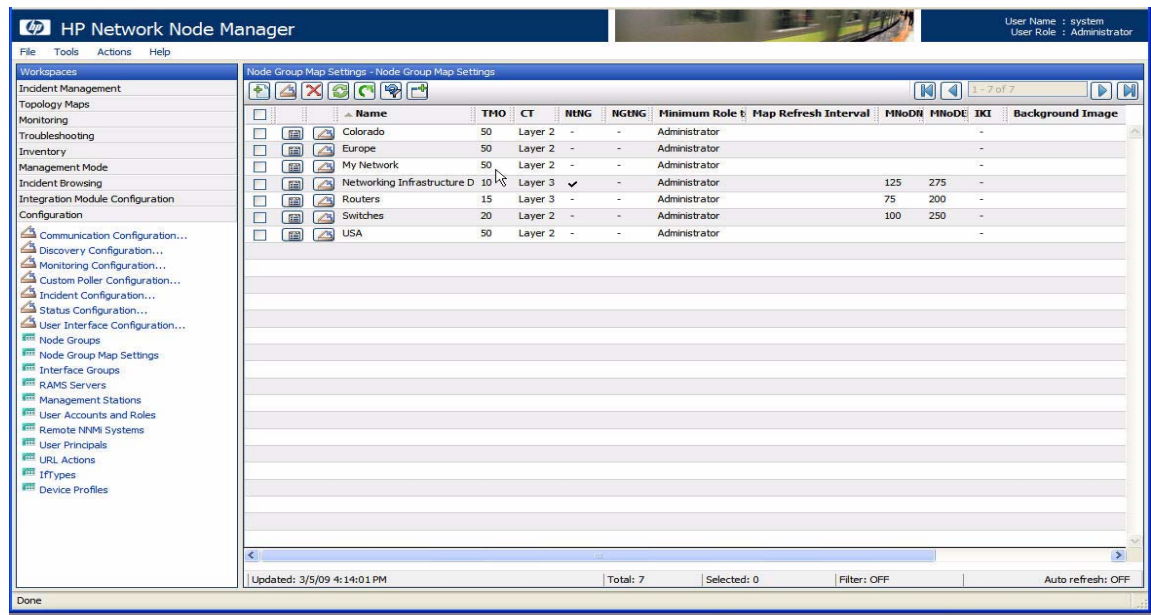 hp HP Network Node Manager
User Name : system
User Role : Administrator
File Tools Actions Help
Workspaces
Incident Management
Topology Maps
Monitoring
Troubleshooting
Inventory
Management Mode
Incident Browsing
Integration Module Configuration
Configuration
Communication Configuration...
Discovery Configuration...
Monitoring Configuration...
Custom Poller Configuration...
Incident Configuration...
Status Configuration...
User Interface Configuration...
Node Groups
Node Group Map Settings
Interface Groups
RAMS Servers
Management Stations
User Accounts and Roles
Remote NNMi Systems
User Principals
URL Actions
IfTypes
Device Profiles
Node Group Map Settings - Node Group Map Settings
1 - 7 of 7
Name TMO CT NtNG NGtNG Minimum Role t Map Refresh Interval MNoDN MNoDE IKI Background Image
Colorado 50 Layer 2 - - Administrator -
Europe 50 Layer 2 - - Administrator -
My Network 50 Layer 2 - - Administrator -
Networking Infrastructure D 10 Layer 3 ✓ - Administrator 125 275 -
Routers 15 Layer 3 - - Administrator 75 200 -
Switches 20 Layer 2 - - Administrator 100 250 -
USA 50 Layer 2 - - Administrator -
Updated: 3/5/09 4:14:01 PM Total: 7 Selected: 0 Filter: OFF Auto refresh: OFF
Done